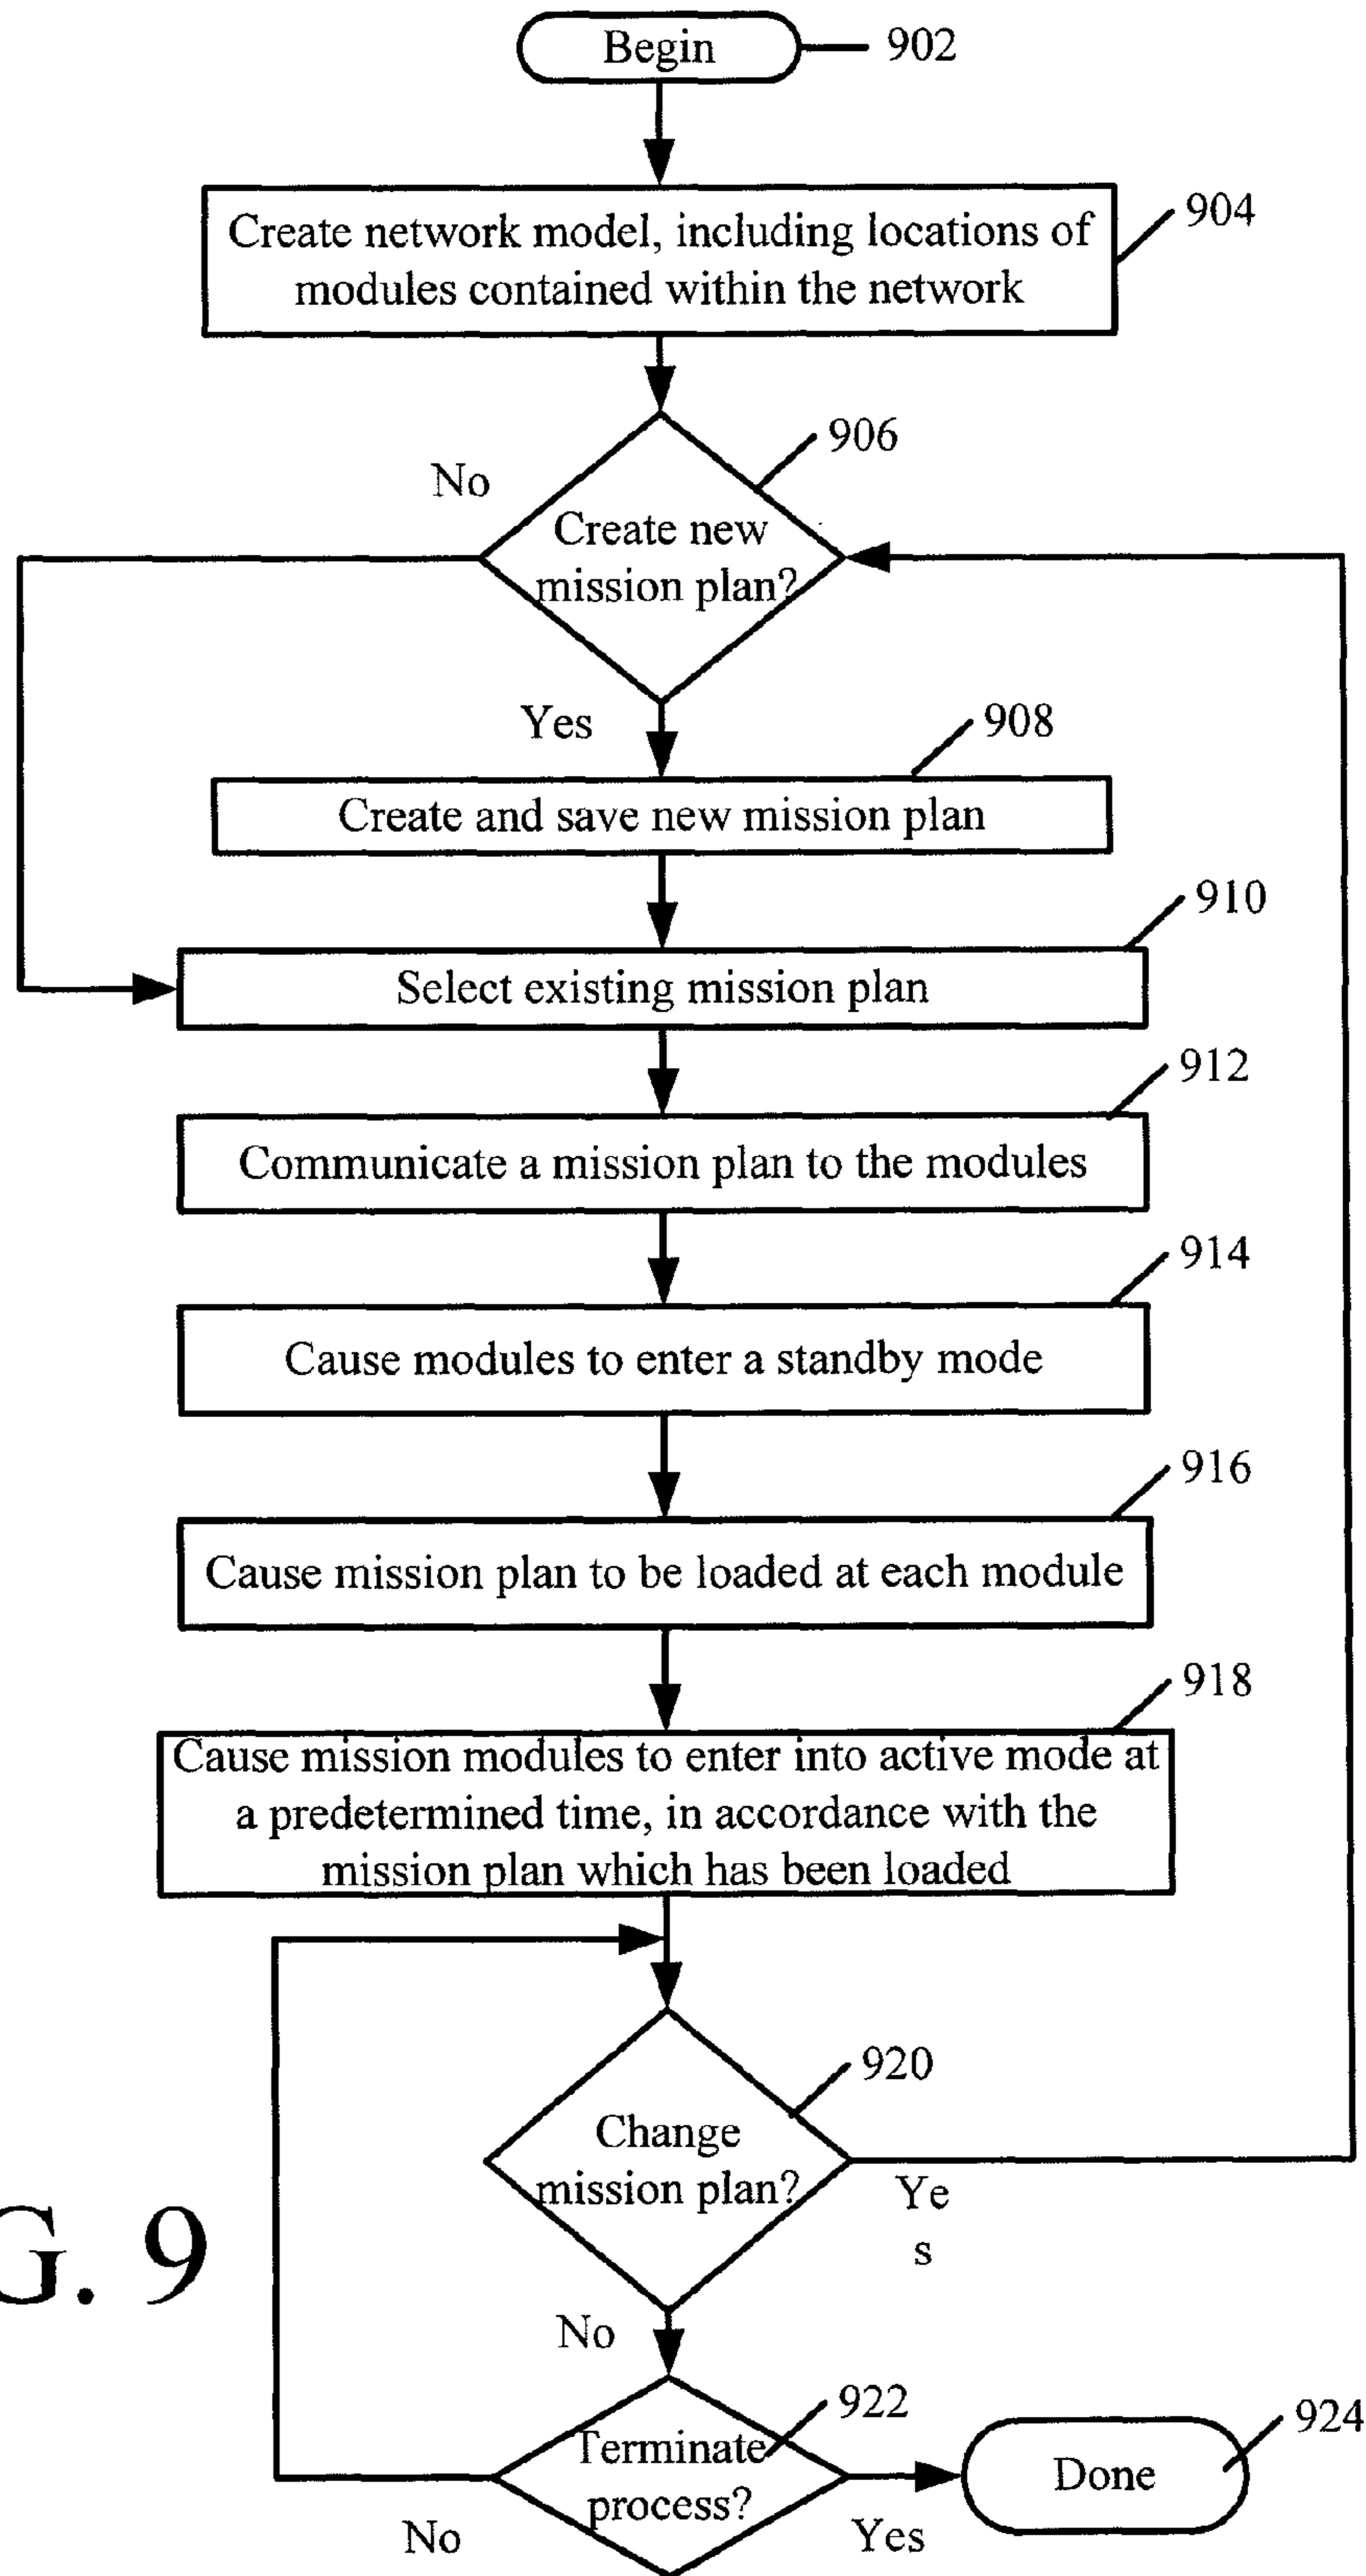 Begin
902
Create network model, including locations of
modules contained within the network
904
906
No
Create new
mission plan?
Yes
908
Create and save new mission plan
910
Select existing mission plan
912
Communicate a mission plan to the modules
914
Cause modules to enter a standby mode
916
Cause mission plan to be loaded at each module
918
Cause mission modules to enter into active mode at
a predetermined time, in accordance with the
mission plan which has been loaded
920
Change
mission plan?
Ye
s
G. 9
No
922
Terminate
process?
924
Done
No
Yes